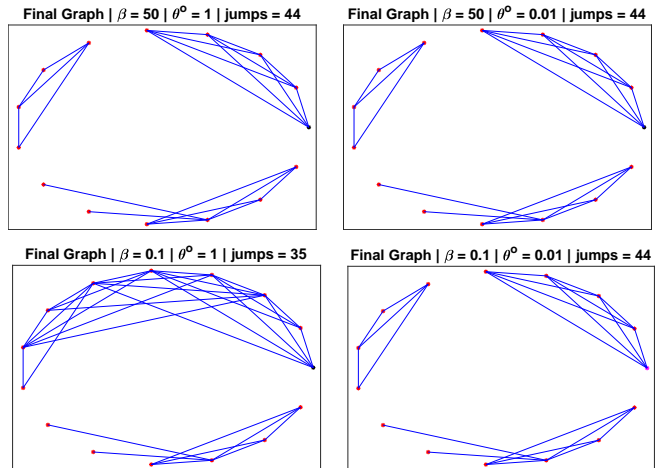 Final Graph | β = 50 | θ° = 1 | jumps = 44
Final Graph | β = 50 | θ° = 0.01 | jumps = 44
Final Graph | β = 0.1 | θ° = 1 | jumps = 35
Final Graph | β = 0.1 | θ° = 0.01 | jumps = 44